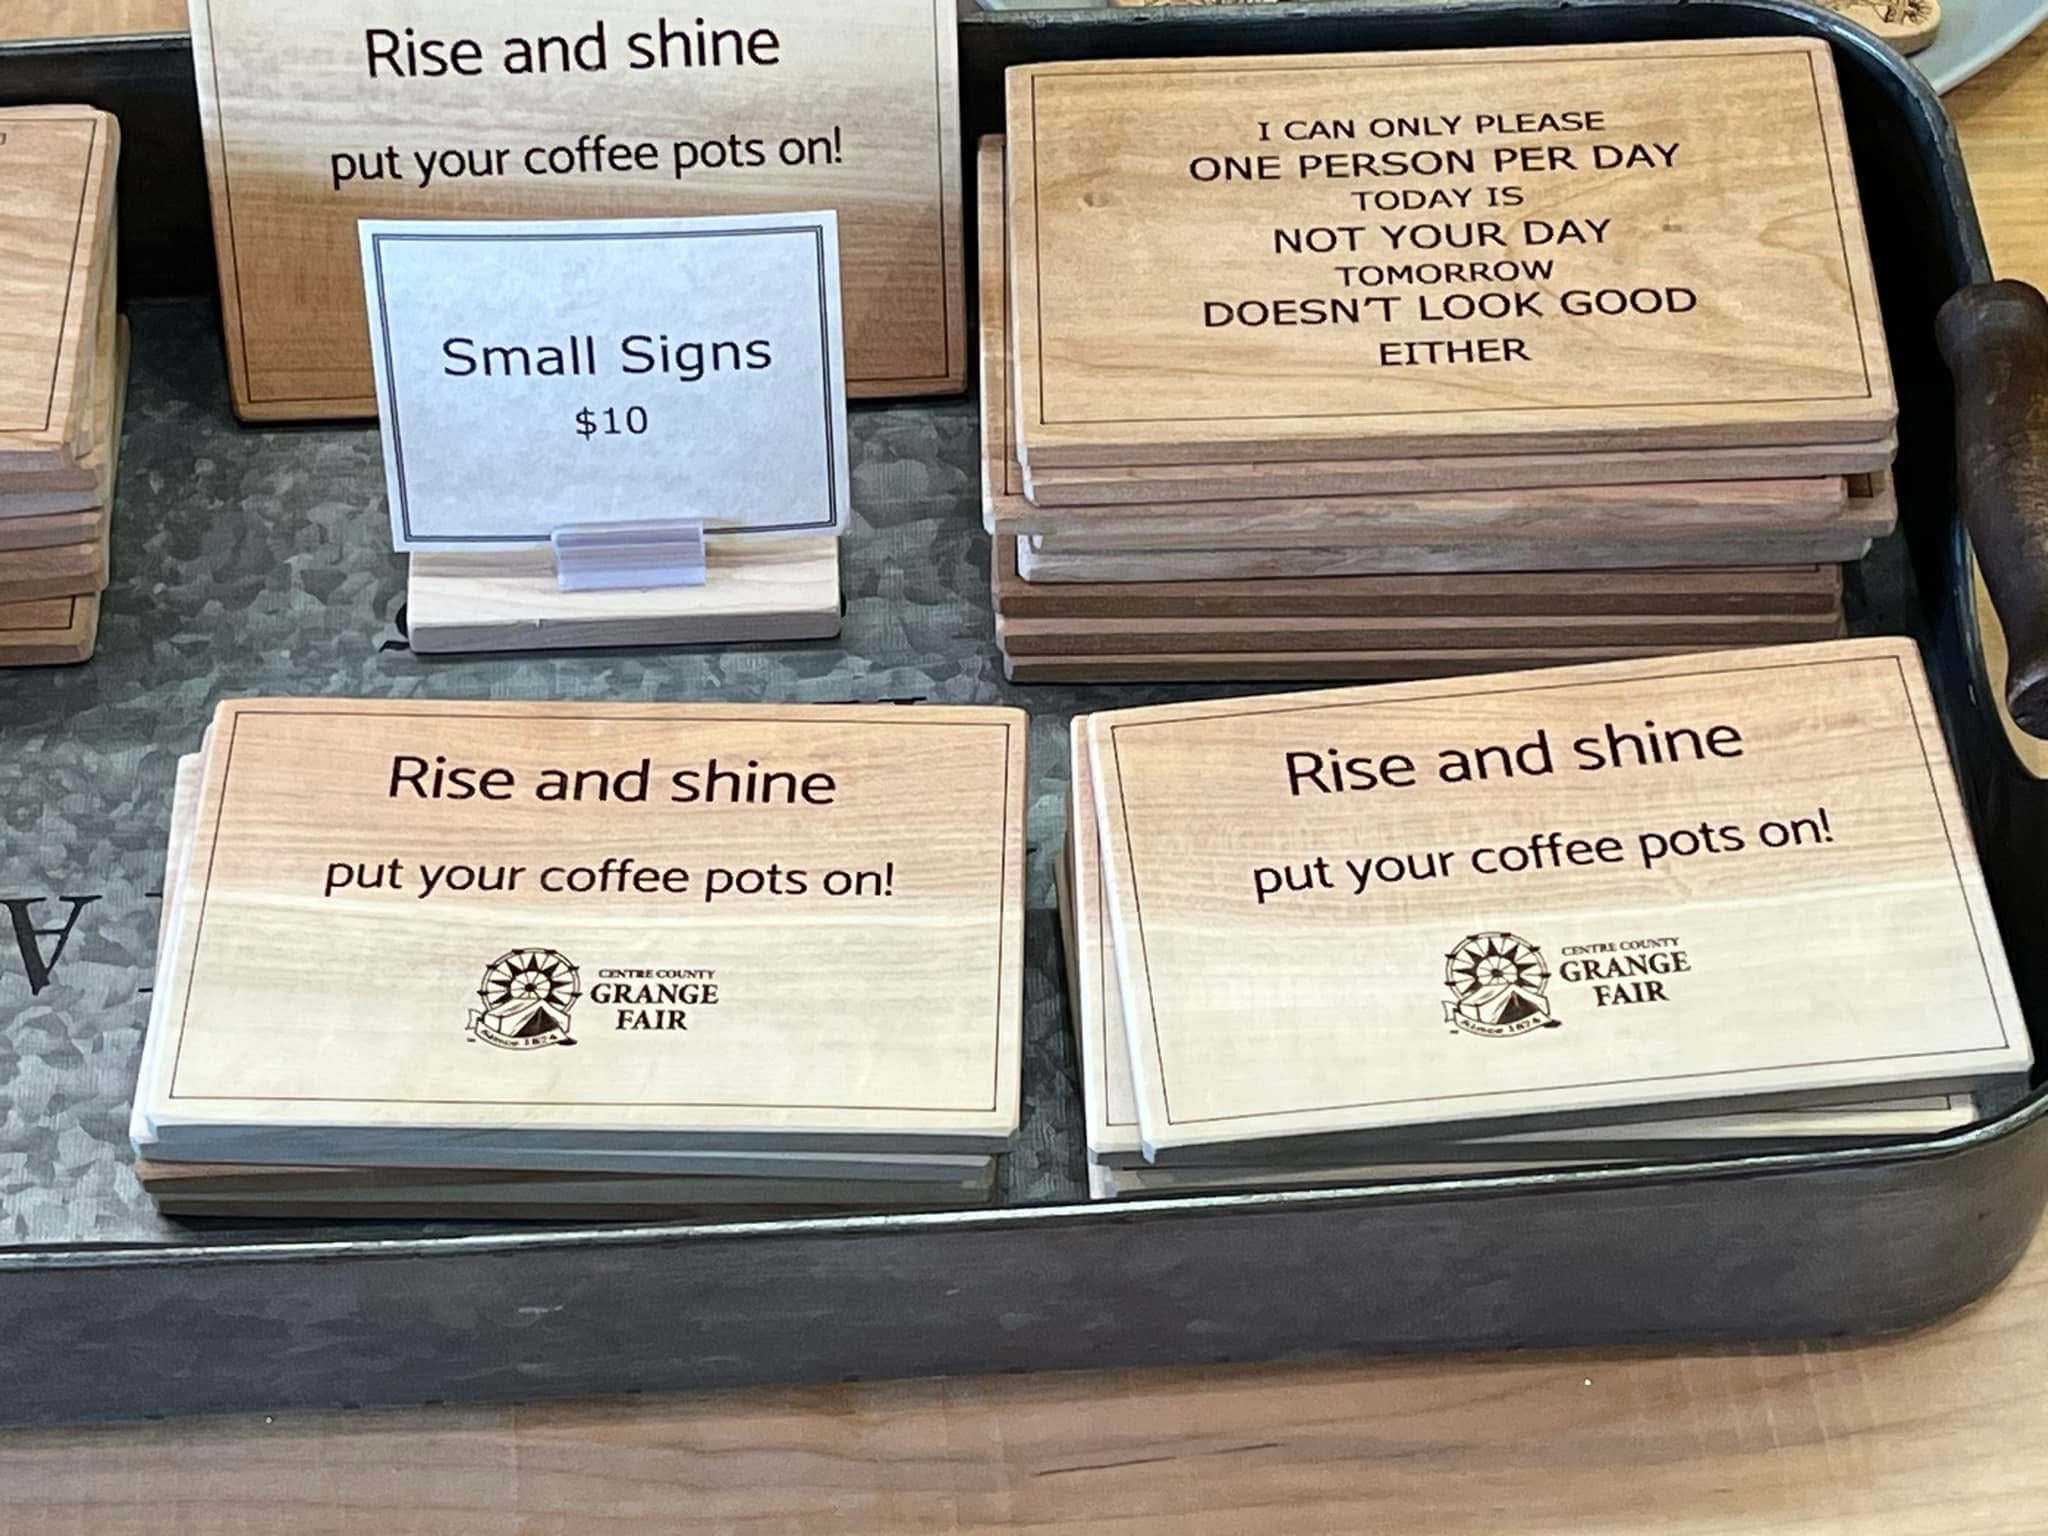 Rise and shine
put your coffee pots on!
I CAN ONLY PLEASE
ONE PERSON PER DAY
TODAY IS
NOT YOUR DAY
TOMORROW
DOESN'T LOOK GOOD
EITHER
Small Signs
$10
Rise and shine
put your coffee pots on!
CENTRE COUNTY
GRANGE
FAIR
Since 1874
Rise and shine
put your coffee pots on!
CENTRE COUNTY
GRANGE
FAIR
Since 1874